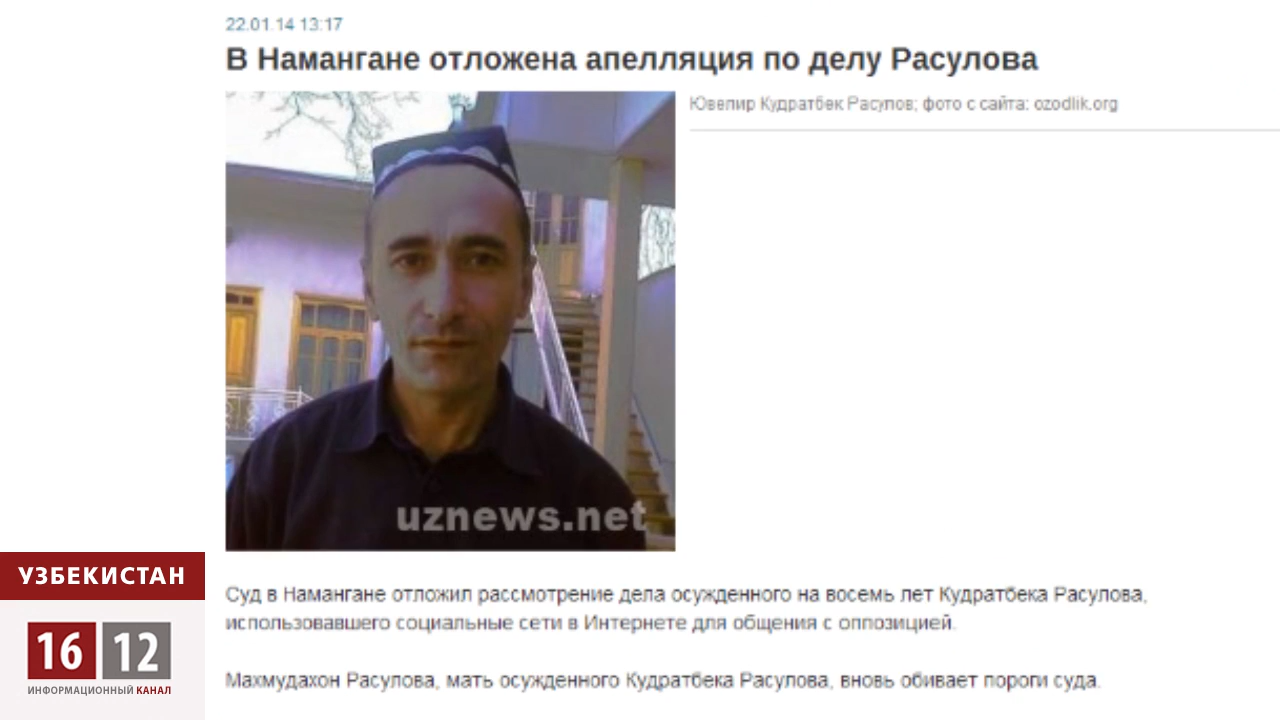 22.01.14 13:17
В Намангане отложена апелляция по делу Расулова
Ювелир Кудратбек Расулов; фото с сайта: ozodlik.org
uznews.net
Суд в Намангане отложил рассмотрение дела осужденного на восемь лет Кудратбека Расулова,
использовавшего социальные сети в Интернете для общения с оппозицией.
Махмудахон Расулова, мать осужденного Кудратбека Расулова, вновь обивает пороги суда.
УЗБЕКИСТАН
16 12
ИНФОРМАЦИОННЫЙ КАНАЛ